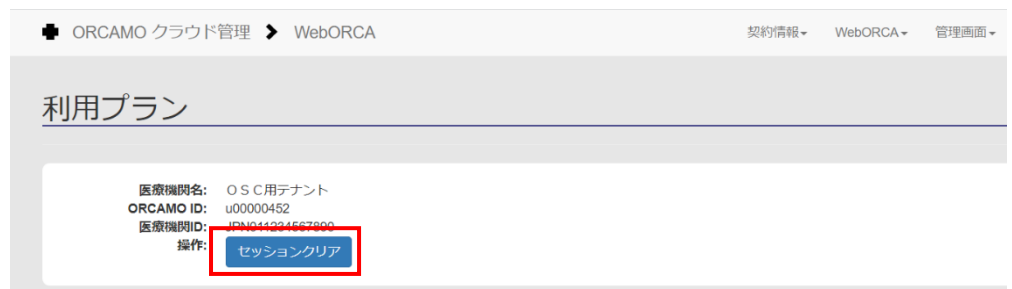 ORCAMO クラウド管理 WebORCA 契約情報 WebORCA 管理画面
利用プラン
医療機関名: ＯＳＣ用テナント
ORCAMO ID: u00000452
医療機関ID: JPN011234567890
操作: セッションクリア